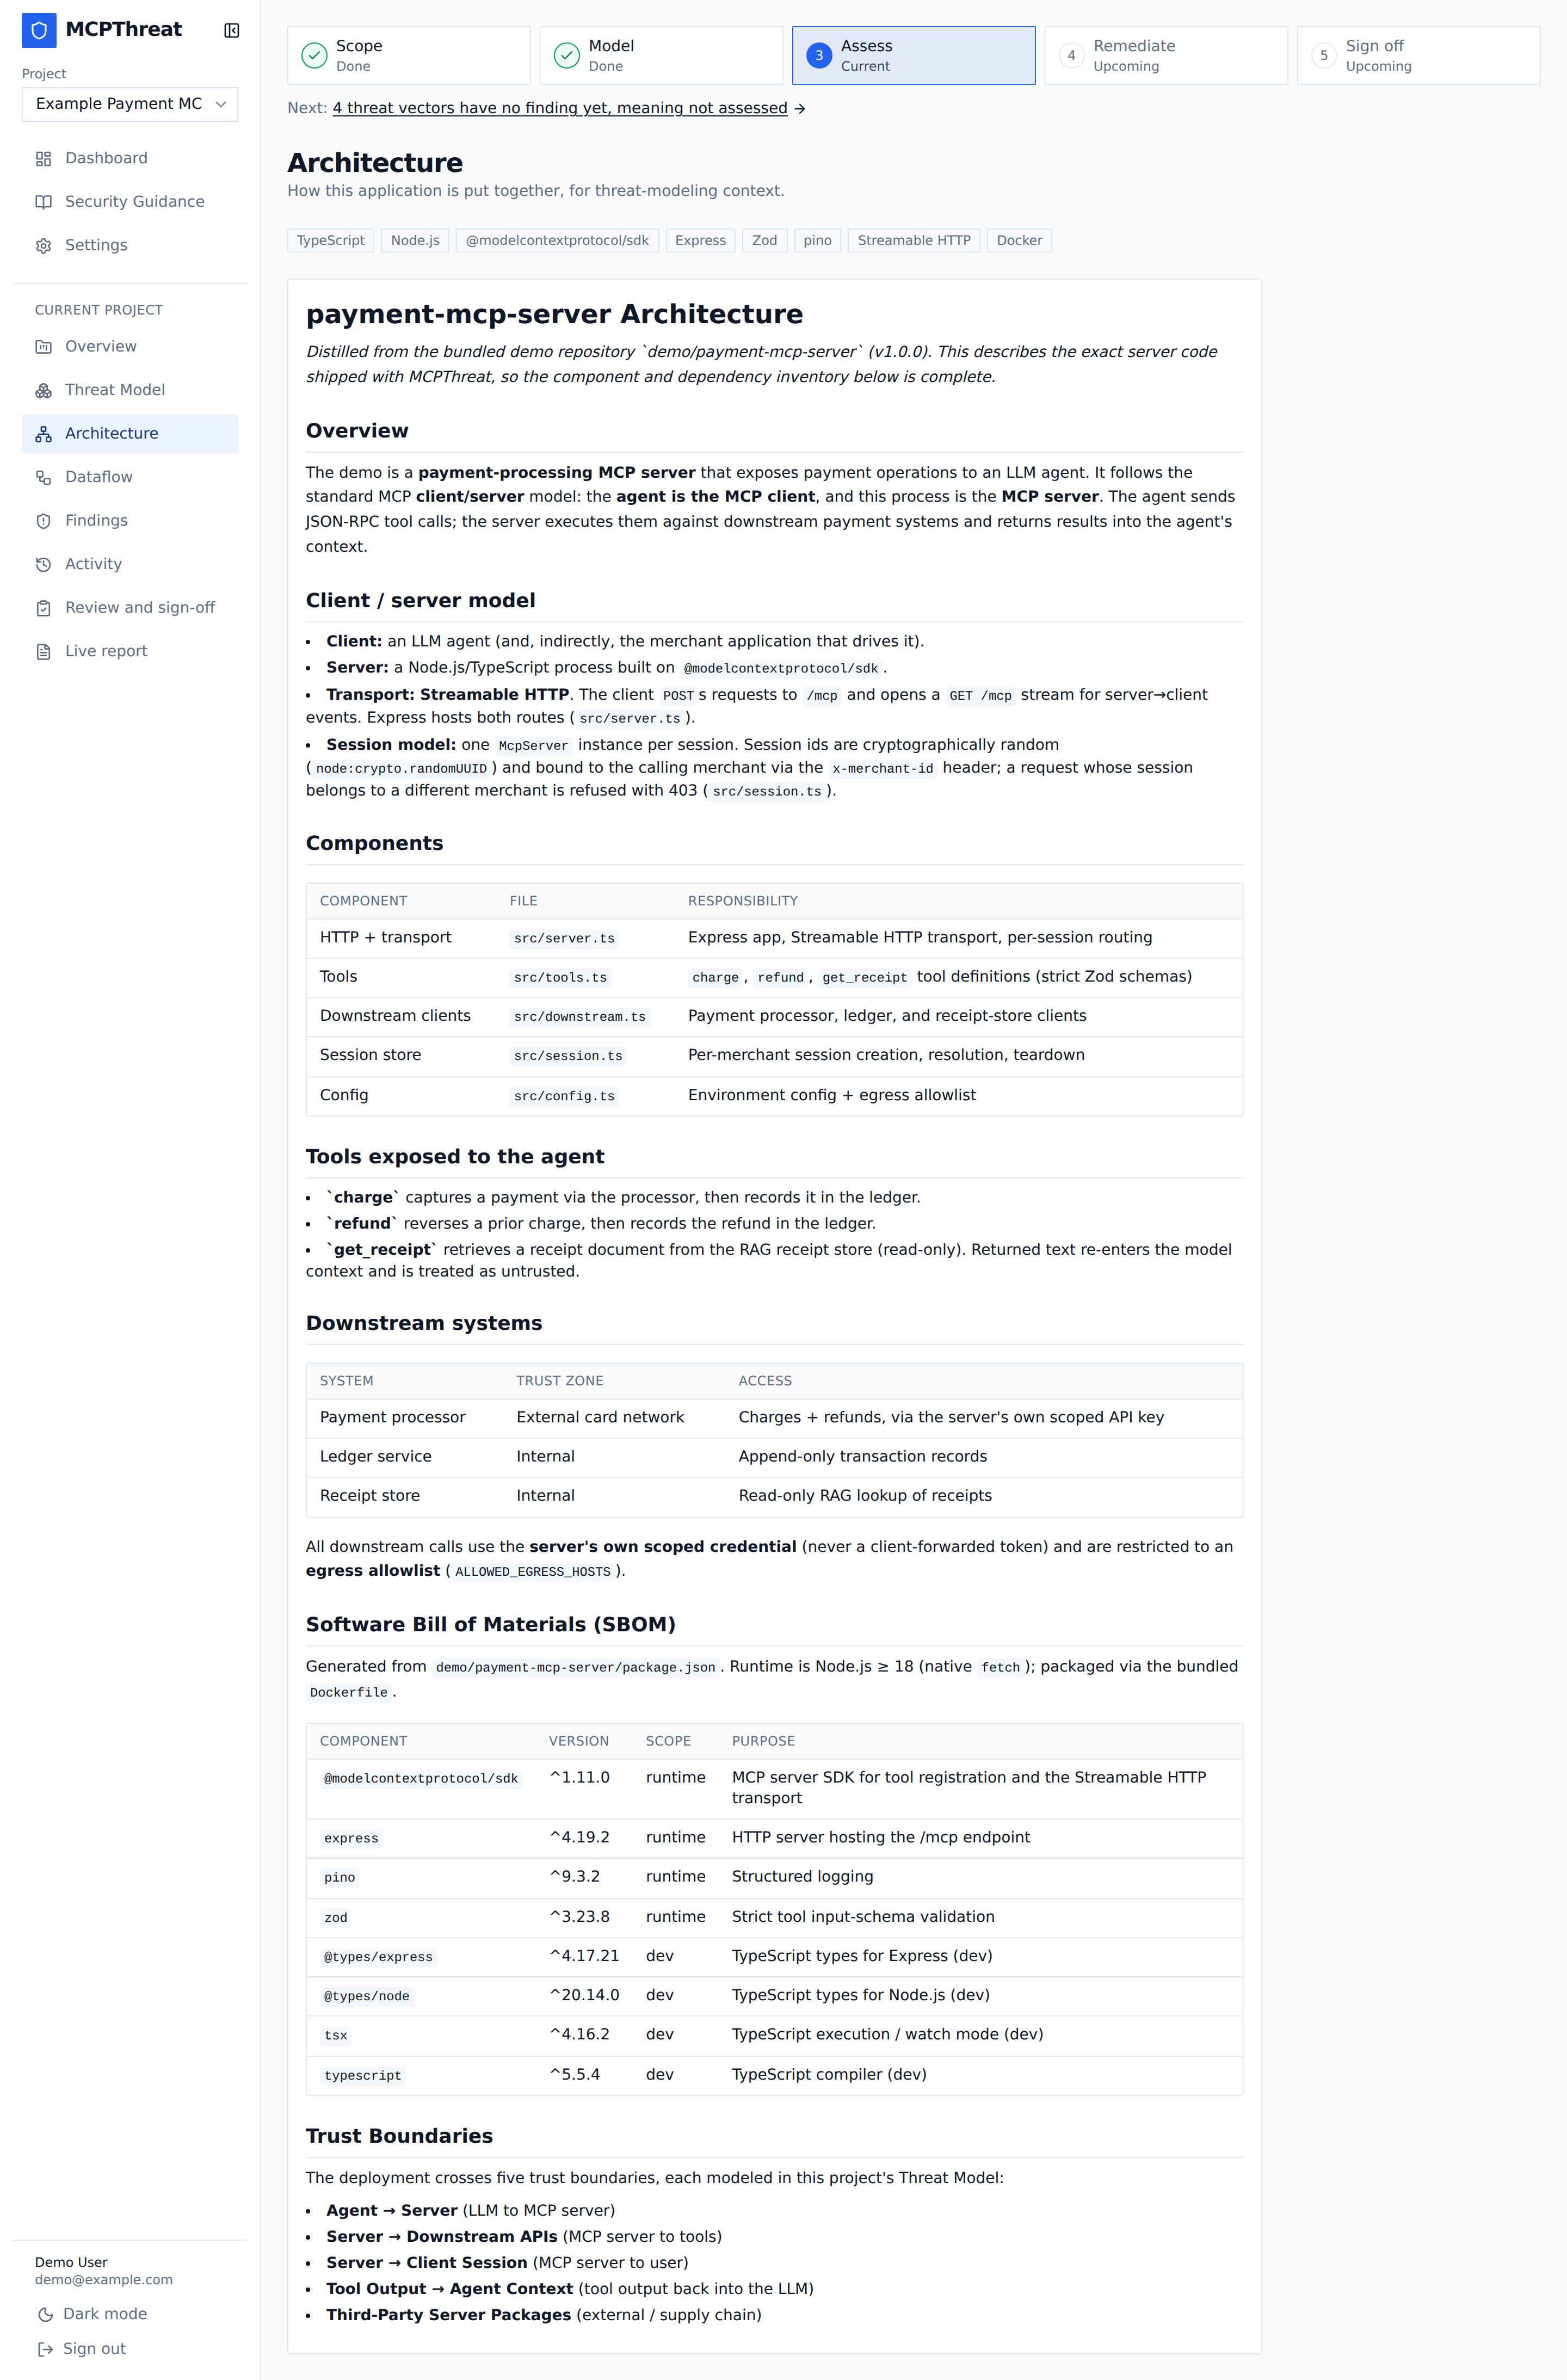 MCPThreat
Project
Example Payment MC
Dashboard
Security Guidance
Settings
CURRENT PROJECT
Overview
Threat Model
Architecture
Dataflow
Findings
Activity
Review and sign-off
Live report
Demo User
demo@example.com
Dark mode
Sign out
Scope
Done
Model
Done
3
Assess
Current
4
Remediate
Upcoming
5
Sign off
Upcoming
Next: 4 threat vectors have no finding yet, meaning not assessed →
Architecture
How this application is put together, for threat-modeling context.
TypeScript Node.js @modelcontextprotocol/sdk Express Zod pino Streamable HTTP Docker
payment-mcp-server Architecture
Distilled from the bundled demo repository `demo/payment-mcp-server` (v1.0.0). This describes the exact server code
shipped with MCPThreat, so the component and dependency inventory below is complete.
Overview
The demo is a payment-processing MCP server that exposes payment operations to an LLM agent. It follows the
standard MCP client/server model: the agent is the MCP client, and this process is the MCP server. The agent sends
JSON-RPC tool calls; the server executes them against downstream payment systems and returns results into the agent's
context.
Client / server model
• Client: an LLM agent (and, indirectly, the merchant application that drives it).
• Server: a Node.js/TypeScript process built on @modelcontextprotocol/sdk.
• Transport: Streamable HTTP. The client POSTs requests to /mcp and opens a GET /mcp stream for server→client
events. Express hosts both routes (src/server.ts).
• Session model: one McpServer instance per session. Session ids are cryptographically random
(node:crypto.randomUUID) and bound to the calling merchant via the x-merchant-id header; a request whose session
belongs to a different merchant is refused with 403 (src/session.ts).
Components
COMPONENT FILE RESPONSIBILITY
HTTP + transport src/server.ts Express app, Streamable HTTP transport, per-session routing
Tools src/tools.ts charge, refund, get_receipt tool definitions (strict Zod schemas)
Downstream clients src/downstream.ts Payment processor, ledger, and receipt-store clients
Session store src/session.ts Per-merchant session creation, resolution, teardown
Config src/config.ts Environment config + egress allowlist
Tools exposed to the agent
• `charge` captures a payment via the processor, then records it in the ledger.
• `refund` reverses a prior charge, then records the refund in the ledger.
• `get_receipt` retrieves a receipt document from the RAG receipt store (read-only). Returned text re-enters the model
context and is treated as untrusted.
Downstream systems
SYSTEM TRUST ZONE ACCESS
Payment processor External card network Charges + refunds, via the server's own scoped API key
Ledger service Internal Append-only transaction records
Receipt store Internal Read-only RAG lookup of receipts
All downstream calls use the server's own scoped credential (never a client-forwarded token) and are restricted to an
egress allowlist (ALLOWED_EGRESS_HOSTS).
Software Bill of Materials (SBOM)
Generated from demo/payment-mcp-server/package.json. Runtime is Node.js ≥ 18 (native fetch); packaged via the bundled
Dockerfile.
COMPONENT VERSION SCOPE PURPOSE
@modelcontextprotocol/sdk ^1.11.0 runtime MCP server SDK for tool registration and the Streamable HTTP
transport
express ^4.19.2 runtime HTTP server hosting the /mcp endpoint
pino ^9.3.2 runtime Structured logging
zod ^3.23.8 runtime Strict tool input-schema validation
@types/express ^4.17.21 dev TypeScript types for Express (dev)
@types/node ^20.14.0 dev TypeScript types for Node.js (dev)
tsx ^4.16.2 dev TypeScript execution / watch mode (dev)
typescript ^5.5.4 dev TypeScript compiler (dev)
Trust Boundaries
The deployment crosses five trust boundaries, each modeled in this project's Threat Model:
• Agent → Server (LLM to MCP server)
• Server → Downstream APIs (MCP server to tools)
• Server → Client Session (MCP server to user)
• Tool Output → Agent Context (tool output back into the LLM)
• Third-Party Server Packages (external / supply chain)